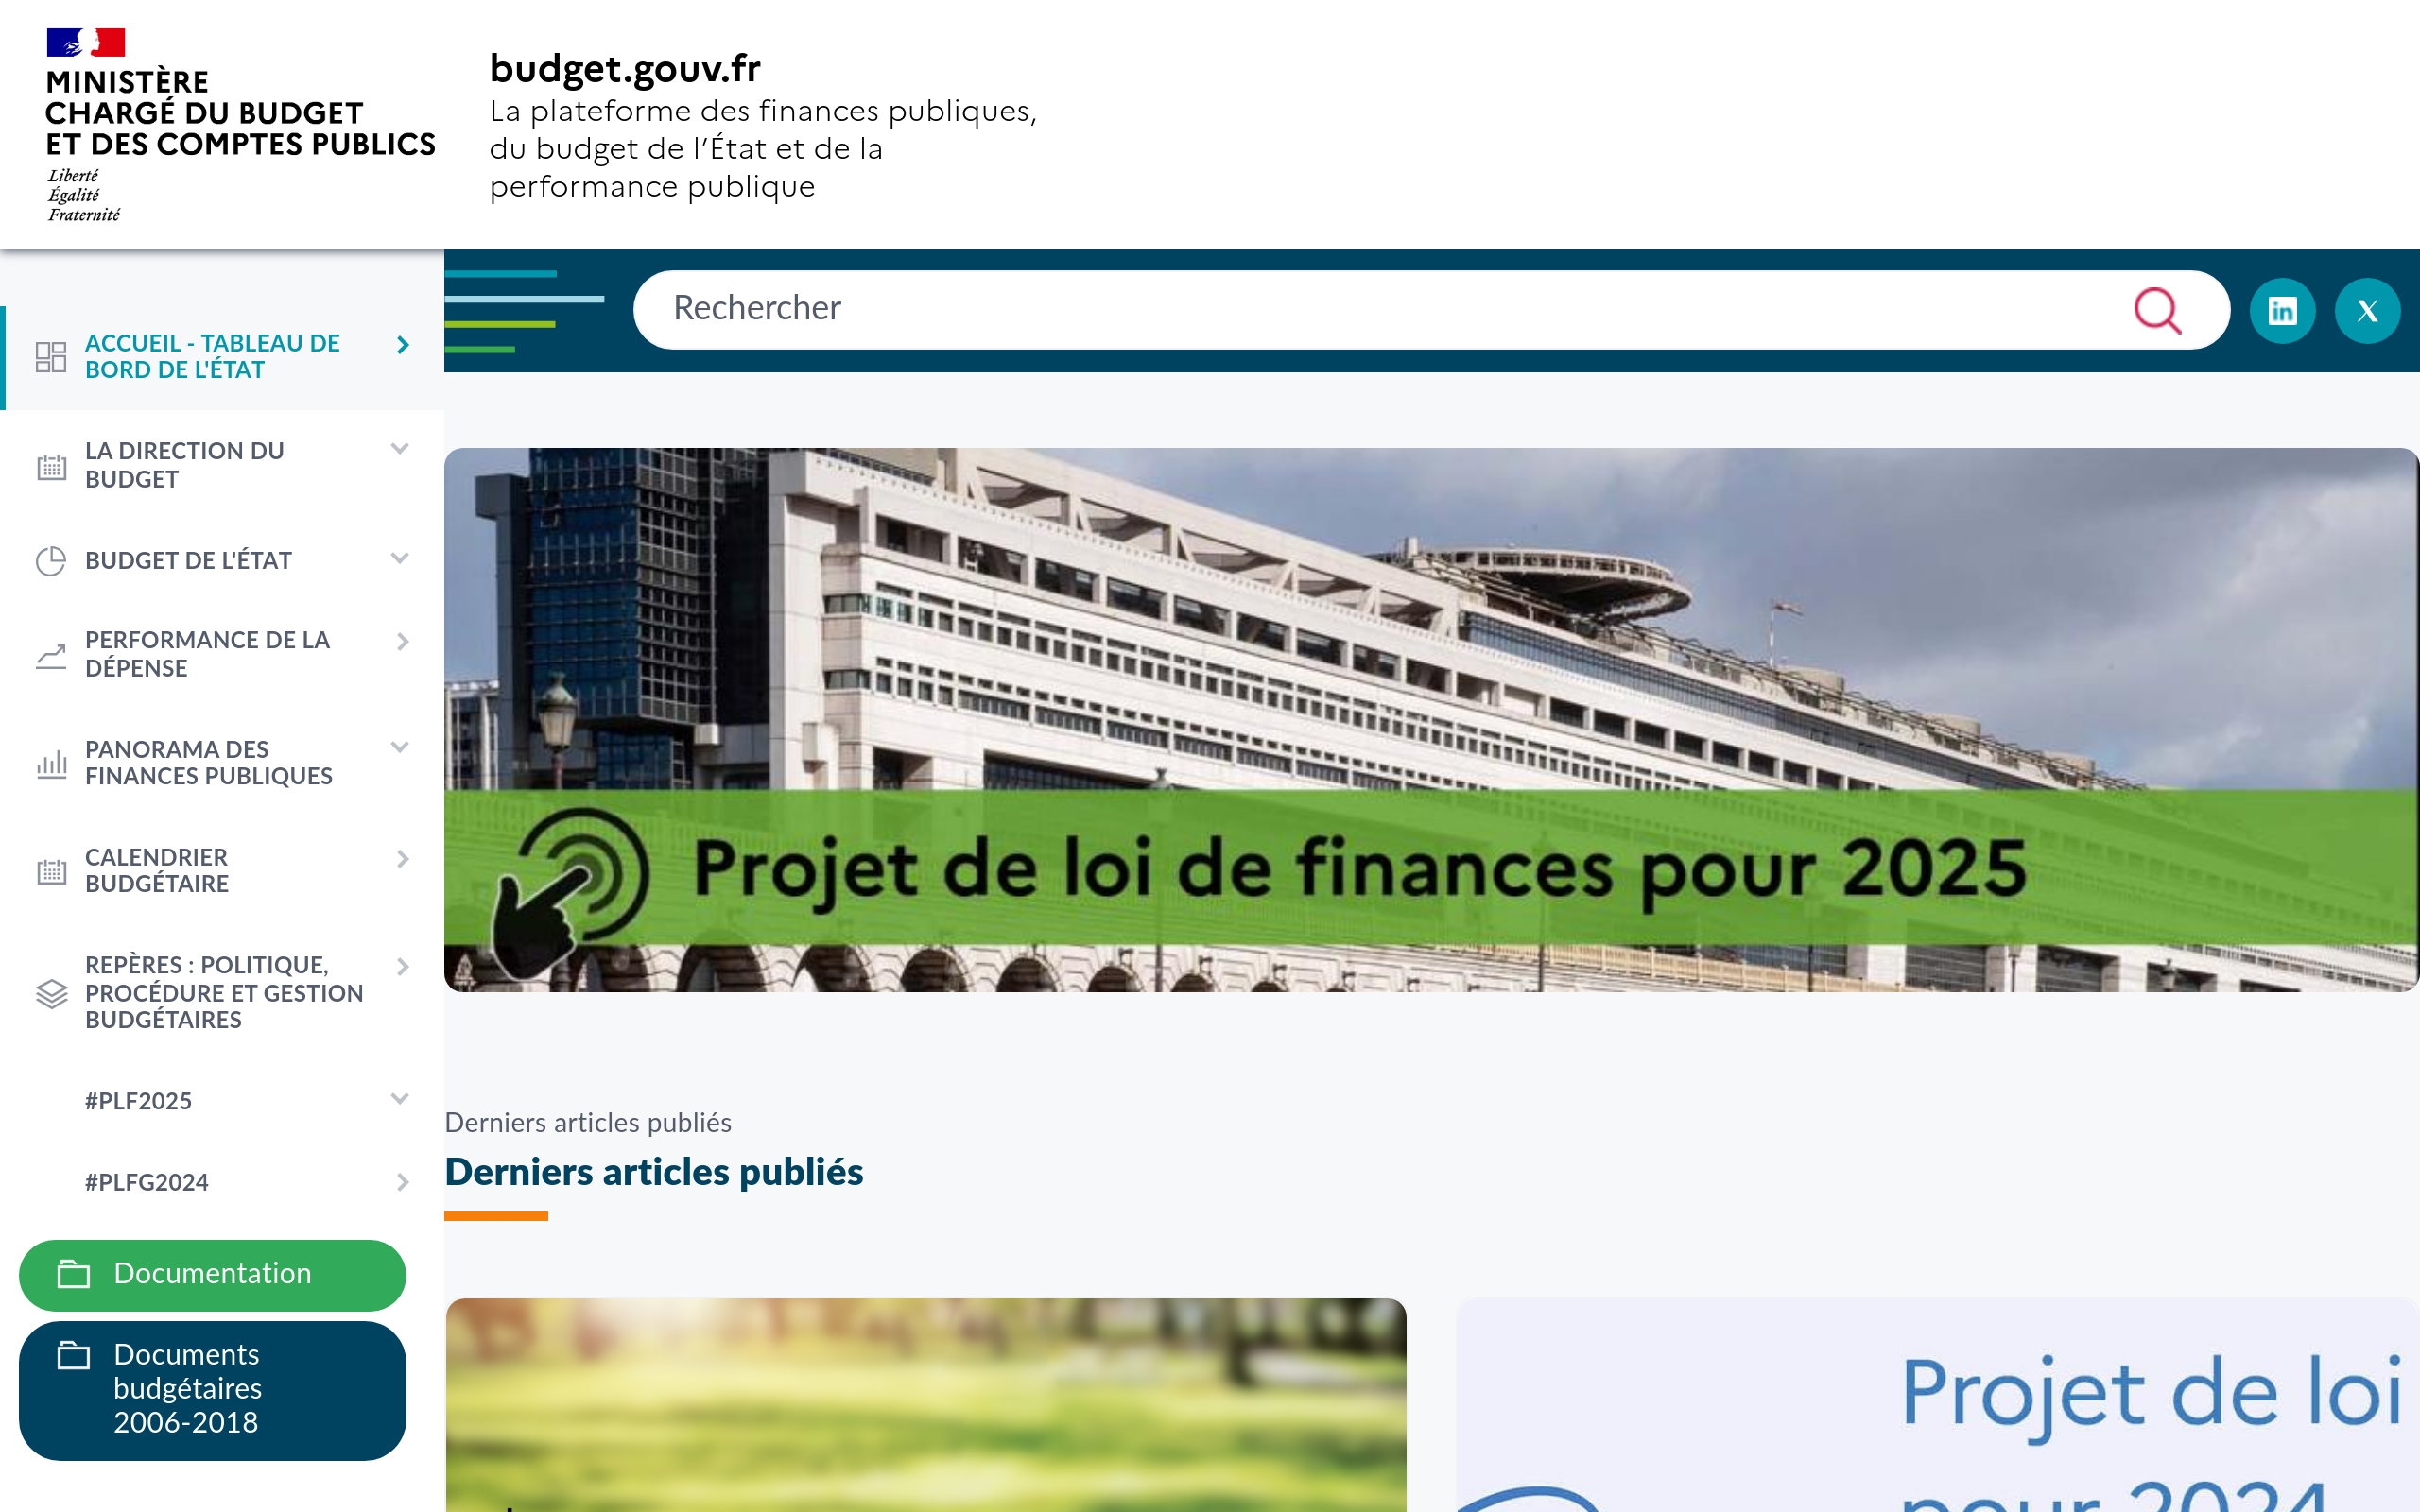 MINISTÈRE
CHARGÉ DU BUDGET
ET DES COMPTES PUBLICS
Liberté
Égalité
Fraternité
budget.gouv.fr
La plateforme des finances publiques,
du budget de l’État et de la
performance publique
Rechercher
in
X
ACCUEIL - TABLEAU DE
BORD DE L'ÉTAT
LA DIRECTION DU
BUDGET
BUDGET DE L'ÉTAT
PERFORMANCE DE LA
DÉPENSE
PANORAMA DES
FINANCES PUBLIQUES
CALENDRIER
BUDGÉTAIRE
REPÈRES : POLITIQUE,
PROCÉDURE ET GESTION
BUDGÉTAIRES
#PLF2025
#PLFG2024
Documentation
Documents
budgétaires
2006-2018
Projet de loi de finances pour 2025
Derniers articles publiés
Derniers articles publiés
Projet de loi
pour 2024